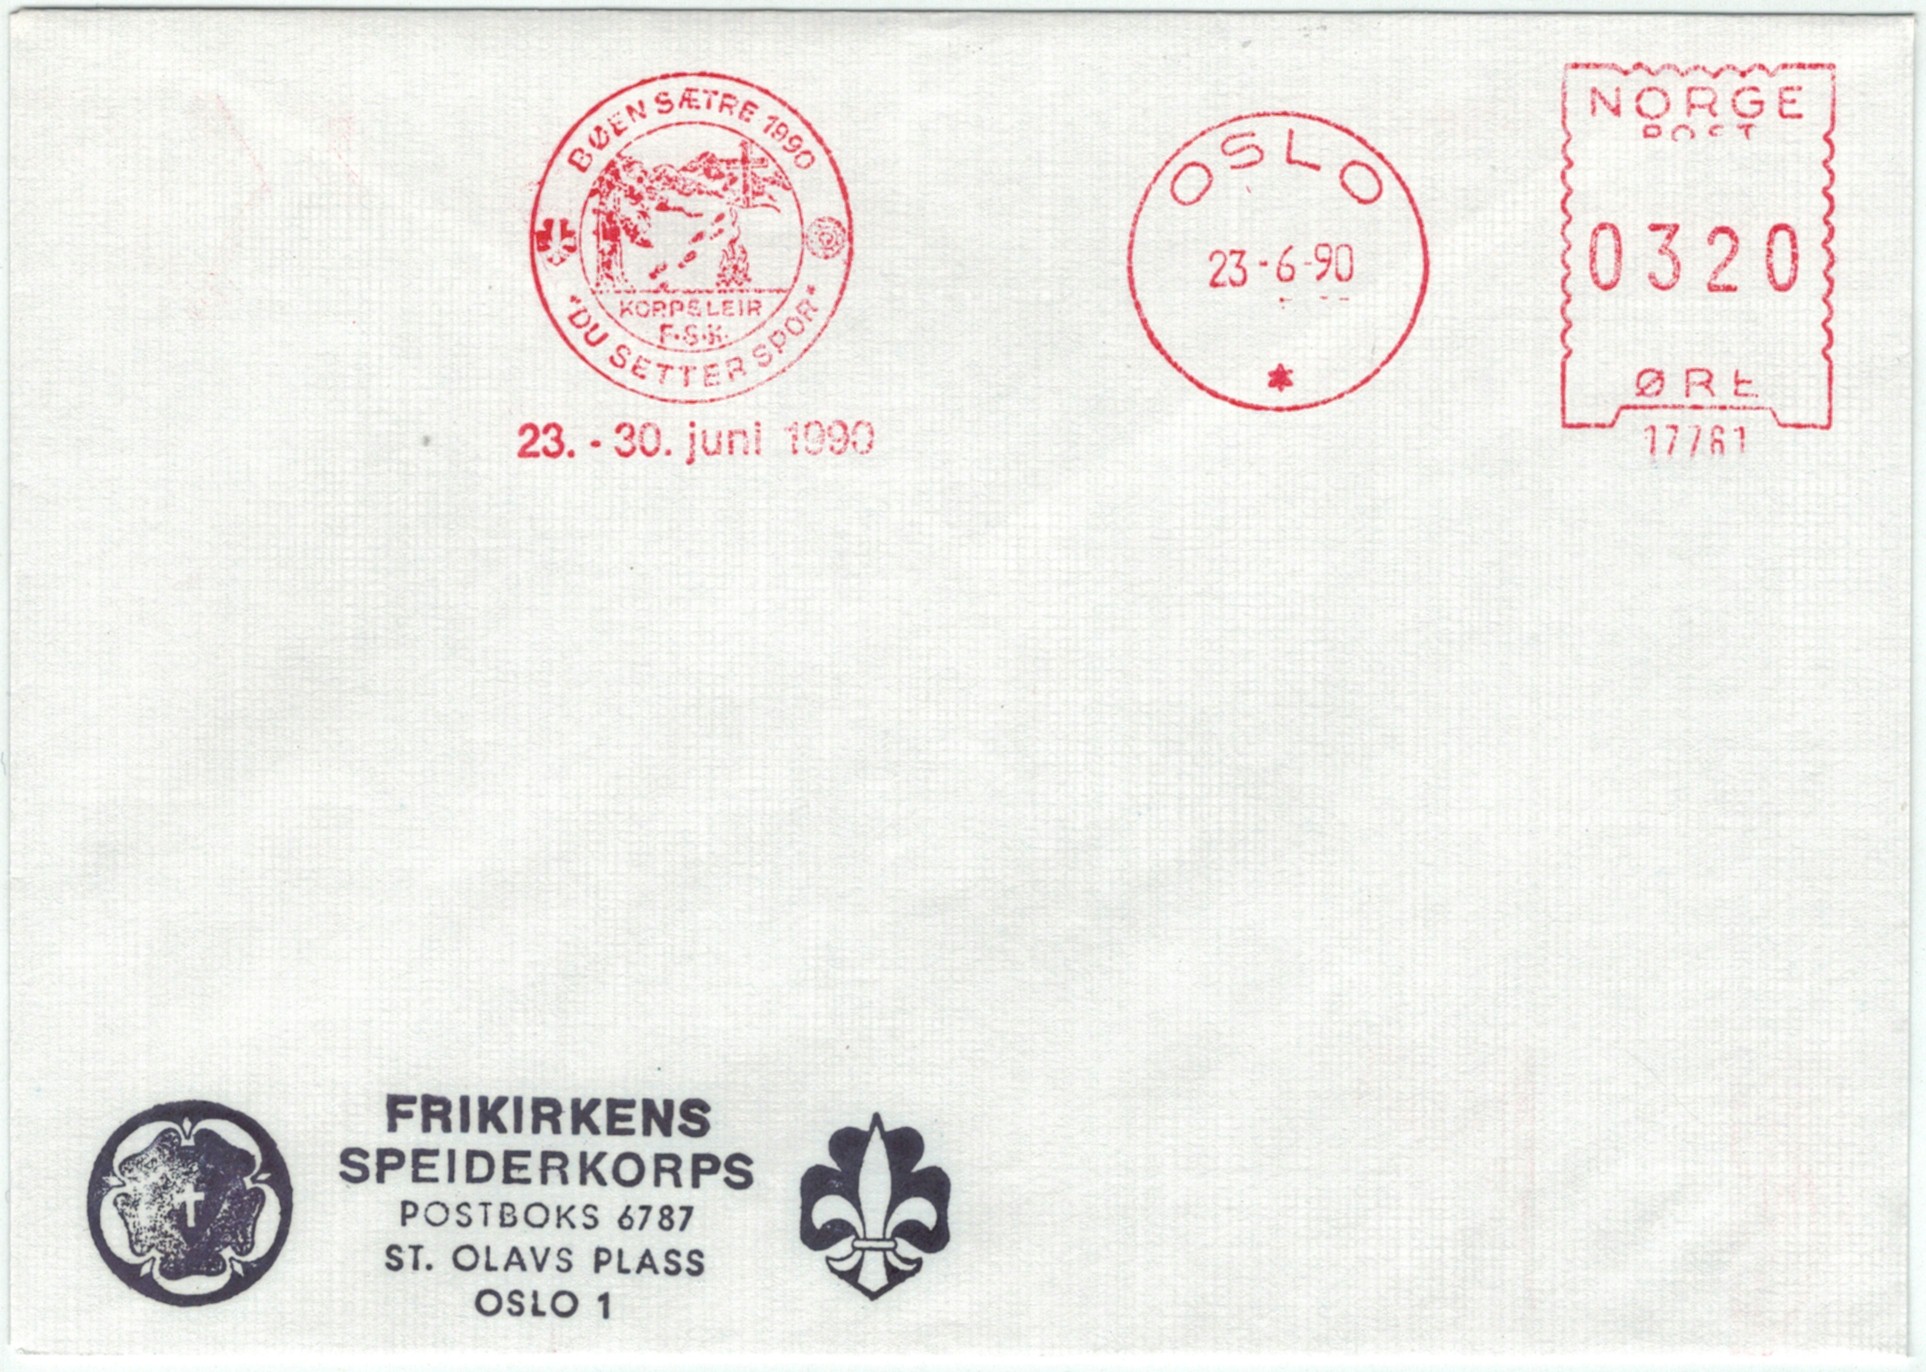 BØEN SÆTRE 1990
KORPSLEIR
F.S.K.
"DU SETTER SPOR"
23. - 30. juni 1990
OSLO
23-6-90
NORGE
POST
0320
ØRE
17761
FRIKIRKENS
SPEIDERKORPS
POSTBOKS 6787
ST. OLAVS PLASS
OSLO 1